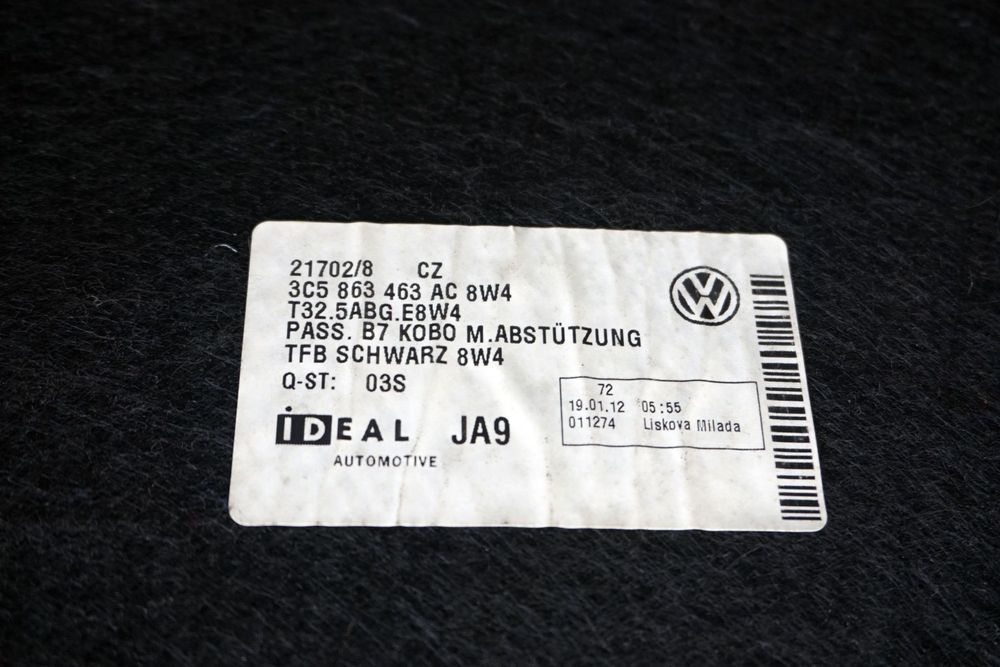 21702/8 CZ
3C5 863 463 AC 8W4
T32.5ABG.E8W4
PASS. B7 KOBO M.ABSTÜTZUNG
TFB SCHWARZ 8W4
Q-ST: 03S
iDEAL JA9
AUTOMOTIVE
72
19.01.12 05:55
011274 Liskova Milada